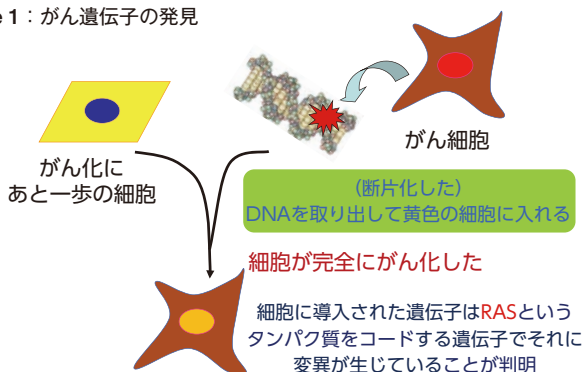 e 1：がん遺伝子の発見
がん細胞
がん化に
あと一歩の細胞
（断片化した）
DNAを取り出して黄色の細胞に入れる
細胞が完全にがん化した
細胞に導入された遺伝子はRASという
タンパク質をコードする遺伝子でそれに
変異が生じていることが判明